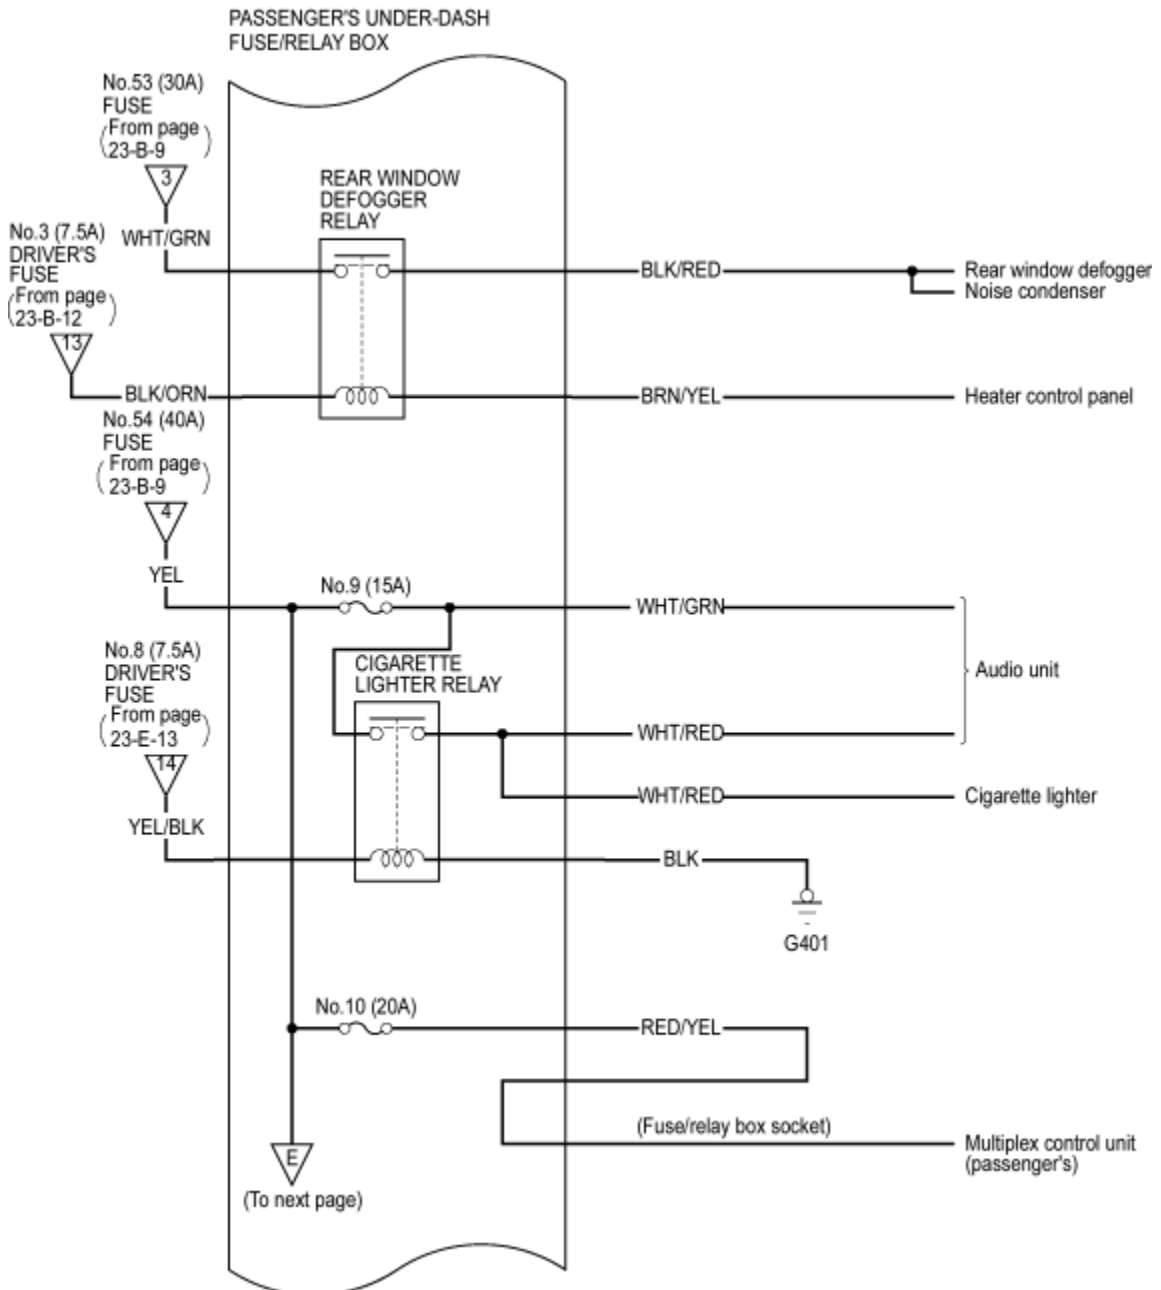 PASSENGER'S UNDER-DASH
FUSE/RELAY BOX
No.53 (30A)
FUSE
(From page
23-B-9)
3
WHT/GRN
REAR WINDOW
DEFOGGER
RELAY
No.3 (7.5A)
DRIVER"S
FUSE
(From page
23-B-12)
13
BLK/RED
Rear window defogger
Noise condenser
BLK/ORN
BRN/YEL
Heater control panel
No.54 (40A)
FUSE
(From page
23-B-9)
4
YEL
No.9 (15A)
WHT/GRN
Audio unit
No.8 (7.5A)
DRIVER'S
FUSE
(From page
23-E-13)
14
CIGARETTE
LIGHTER RELAY
WHT/RED
WHT/RED
Cigarette lighter
YEL/BLK
BLK
G401
No.10 (20A)
RED/YEL
(Fuse/relay box socket)
Multiplex control unit
(passenger's)
E
(To next page)